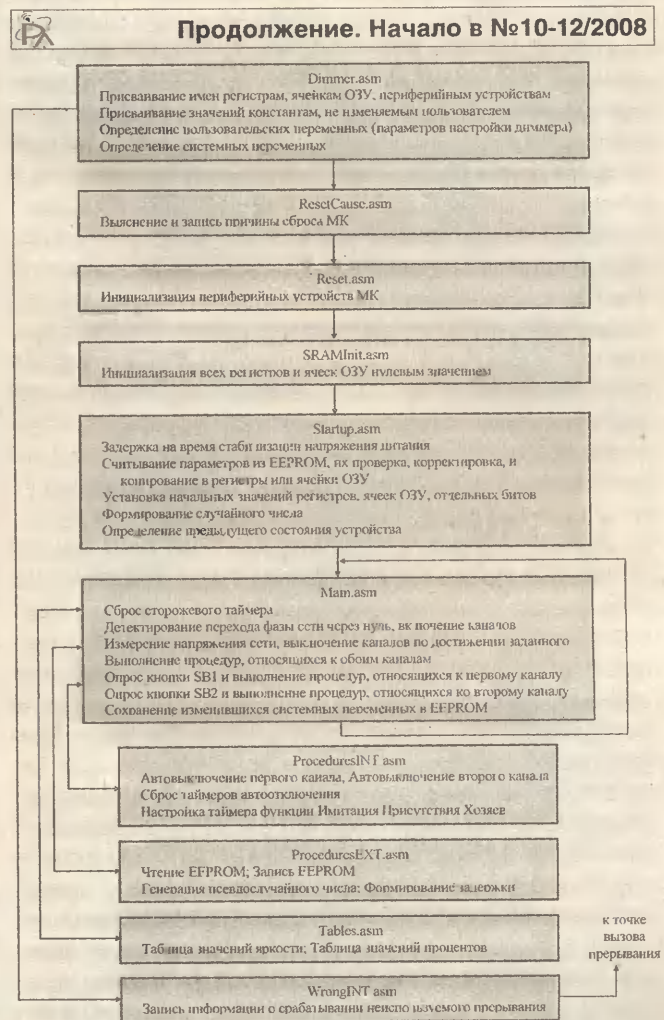 Продолжение. Начало в №10-12/2008
Dimmer.asm
Присваивание имен регистрам, ячейкам ОЗУ, периферийным устройствам
Присваивание значений константам, не изменяемым пользователем
Определение пользовательских переменных (параметров настройки диммера)
Определение системных переменных
ResetCause.asm
Выяснение и запись причины сброса МК
Reset.asm
Инициализация периферийных устройств МК
SRAMInit.asm
Инициализация всех регистров и ячеек ОЗУ нулевым значением
Startup.asm
Задержка на время стабилизации напряжения питания
Считывание параметров из EEPROM, их проверка, корректировка, и
копирование в регистры или ячейки ОЗУ
Установка начальных значений регистров, ячеек ОЗУ, отдельных битов
Формирование случайного числа
Определение предыдущего состояния устройства
Main.asm
Сброс сторожевого таймера
Детектирование перехода фазы сети через нуль, включение каналов
Измерение напряжения сети, выключение каналов по достижении заданного
Выполнение процедур, относящихся к обоим каналам
Опрос кнопки SB1 и выполнение процедур, относящихся к первому каналу
Опрос кнопки SB2 и выполнение процедур, относящихся ко второму каналу
Сохранение изменившихся системных переменных в EEPROM
ProceduresINT.asm
Автовыключение первого канала, Автовыключение второго канала
Сброс таймеров автоотключения
Настройка таймера функции Имитация Присутствия Хозяев
ProceduresEXT.asm
Чтение EEPROM; Запись EEPROM
Генерация псевдослучайного числа; Формирование задержки
Tables.asm
Таблица значений яркости; Таблица значений процентов
к точке
вызова
прерывания
WrongINT.asm
Запись информации о срабатывании неиспользуемого прерывания